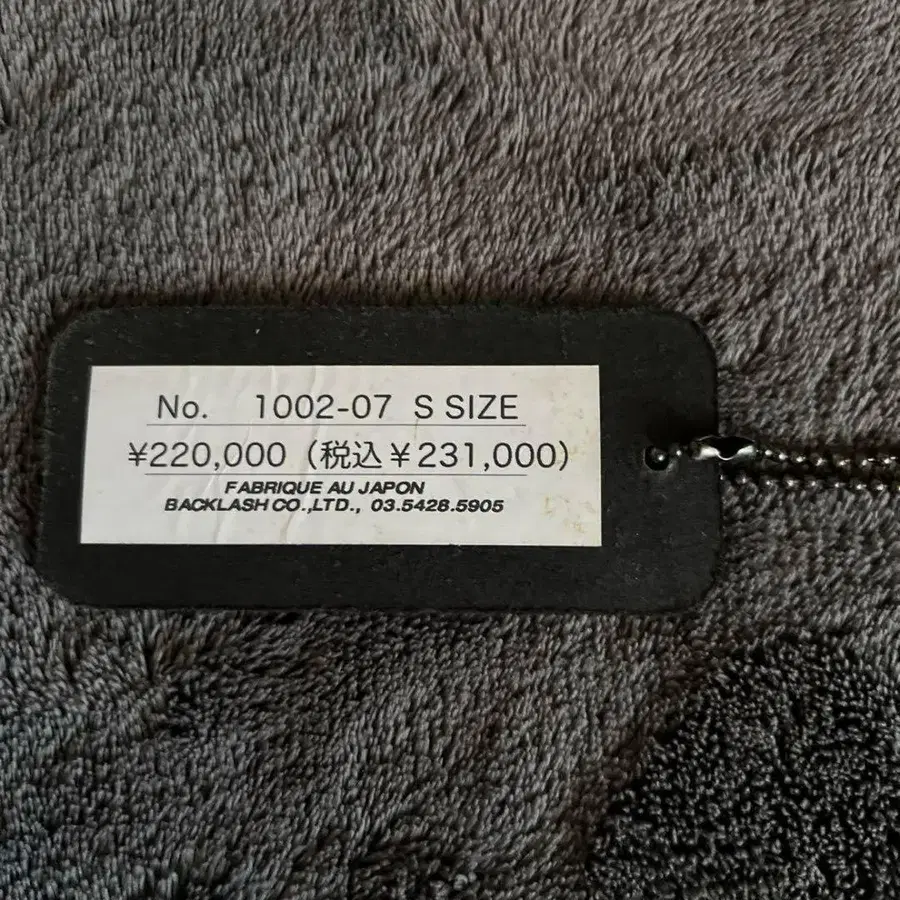 No. 1002-07 S SIZE
¥220,000（税込¥231,000）
FABRIQUE AU JAPON
BACKLASH CO.,LTD., 03.5428.5905